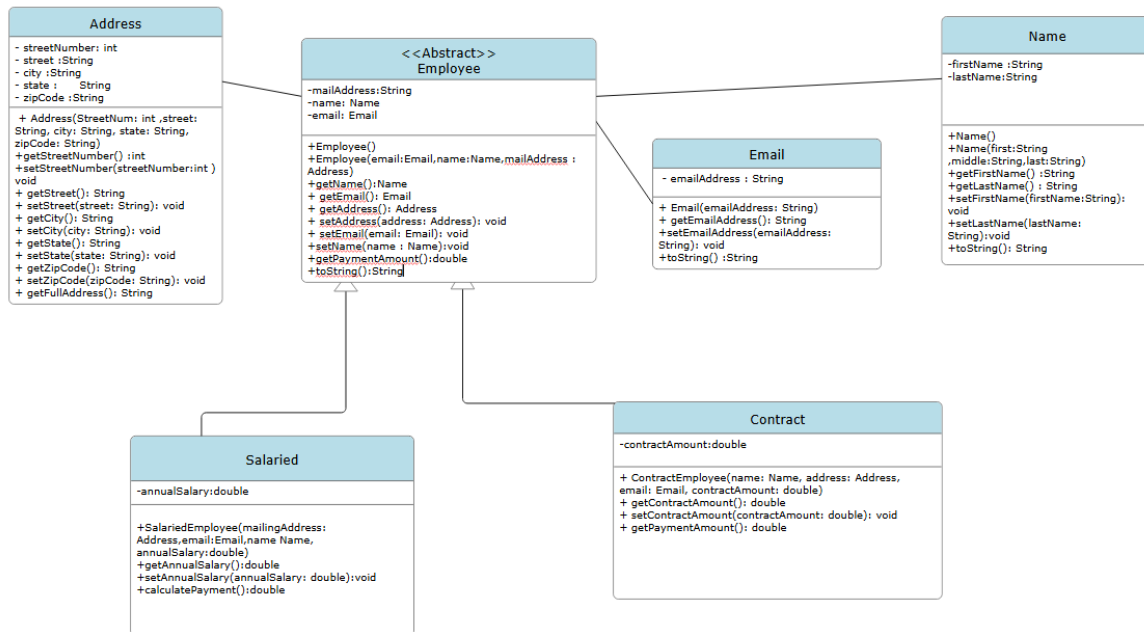 Address
- streetNumber: int
- street :String
- city :String
- state : String
- zipCode :String
+ Address(StreetNum: int ,street:
String, city: String, state: String,
zipCode: String)
+getStreetNumber() :int
+setStreetNumber(streetNumber:int )
void
+ getStreet(): String
+ setStreet(street: String): void
+ getCity(): String
+ setCity(city: String): void
+ getState(): String
+ setState(state: String): void
+ getZipCode(): String
+ setZipCode(zipCode: String): void
+ getFullAddress(): String
<<Abstract>>
Employee
-mailAddress:String
-name: Name
-email: Email
+Employee()
+Employee(email:Email,name:Name,mailAddress :
Address)
+getName():Name
+ getEmail(): Email
+ getAddress(): Address
+ setAddress(address: Address): void
+ setEmail(email: Email): void
+setName(name : Name):void
+getPaymentAmount():double
+toString():String
Email
- emailAddress : String
+ Email(emailAddress: String)
+ getEmailAddress(): String
+setEmailAddress(emailAddress:
String): void
+toString() :String
Name
-firstName :String
-lastName:String
+Name()
+Name(first:String
,middle:String,last:String)
+getFirstName() :String
+getLastName() : String
+setFirstName(firstName:String):
void
+setLastName(lastName:
String):void
+toString(): String
Salaried
-annualSalary:double
+SalariedEmployee(mailingAddress:
Address,email:Email,name Name,
annualSalary:double)
+getAnnualSalary():double
+setAnnualSalary(annualSalary: double):void
+calculatePayment():double
Contract
-contractAmount:double
+ ContractEmployee(name: Name, address: Address,
email: Email, contractAmount: double)
+ getContractAmount(): double
+ setContractAmount(contractAmount: double): void
+ getPaymentAmount(): double